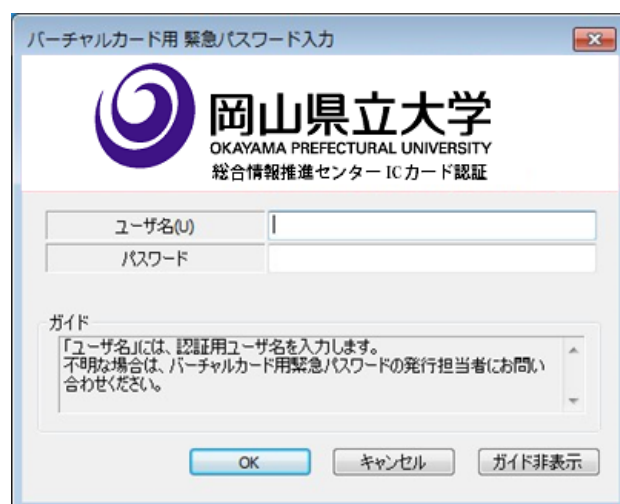 バーチャルカード用 緊急パスワード入力
岡山県立大学
OKAYAMA PREFECTURAL UNIVERSITY
総合情報推進センター ICカード認証
ユーザ名(U)
パスワード
ガイド
「ユーザ名」には、認証用ユーザ名を入力します。
不明な場合は、バーチャルカード用緊急パスワードの発行担当者にお問い
合わせください。
OK キャンセル ガイド非表示